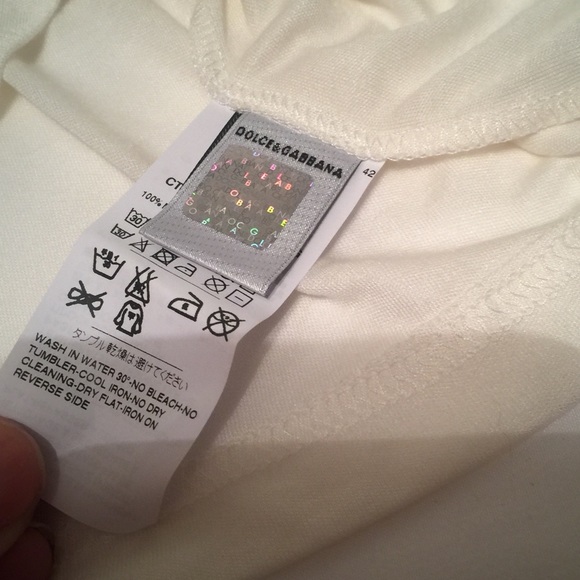 DOLCE&GABBANA
42
CT
100%
30
30
タンブル乾燥は避けてください
WASH IN WATER 30°-NO BLEACH-NO
TUMBLER-COOL IRON-NO DRY
CLEANING-DRY FLAT-IRON ON
REVERSE SIDE